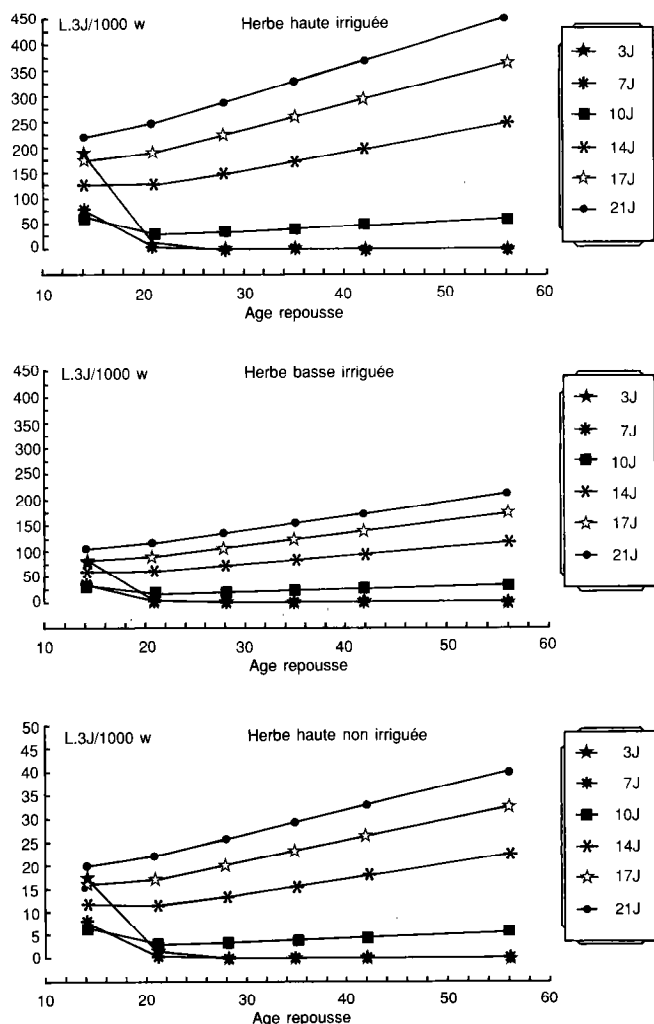 L.3J/1000 w Herbe haute irriguée
450
400
350
300
250
200
150
100
50
0
10 20 30 40 50 60
Age repousse
3J
7J
10J
14J
17J
21J
L.3J/1000 w Herbe basse irriguée
450
400
350
300
250
200
150
100
50
0
10 20 30 40 50 60
Age repousse
3J
7J
10J
14J
17J
21J
L.3J/1000 w Herbe haute non irriguée
50
45
40
35
30
25
20
15
10
5
0
10 20 30 40 50 60
Age repousse
3J
7J
10J
14J
17J
21J